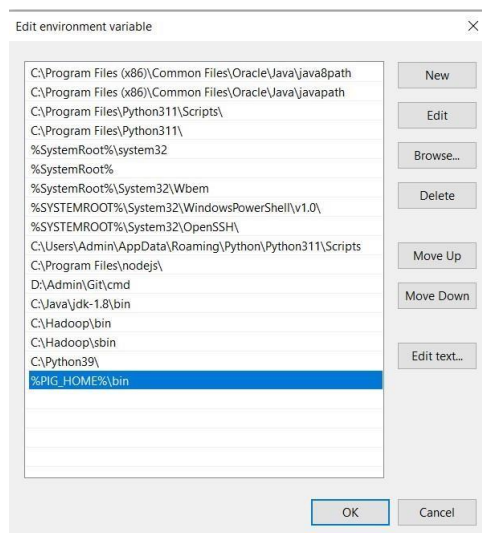 Edit environment variable
C:\Program Files (x86)\Common Files\Oracle\Java\java8path
C:\Program Files (x86)\Common Files\Oracle\Java\javapath
C:\Program Files\Python311\Scripts\
C:\Program Files\Python311\
%SystemRoot%\system32
%SystemRoot%
%SystemRoot%\System32\Wbem
%SYSTEMROOT%\System32\WindowsPowerShell\v1.0\
%SYSTEMROOT%\System32\OpenSSH\
C:\Users\Admin\AppData\Roaming\Python\Python311\Scripts
C:\Program Files\nodejs\
D:\Admin\Git\cmd
C:\Java\jdk-1.8\bin
C:\Hadoop\bin
C:\Hadoop\sbin
C:\Python39\
%PIG_HOME%\bin
New
Edit
Browse...
Delete
Move Up
Move Down
Edit text...
OK
Cancel